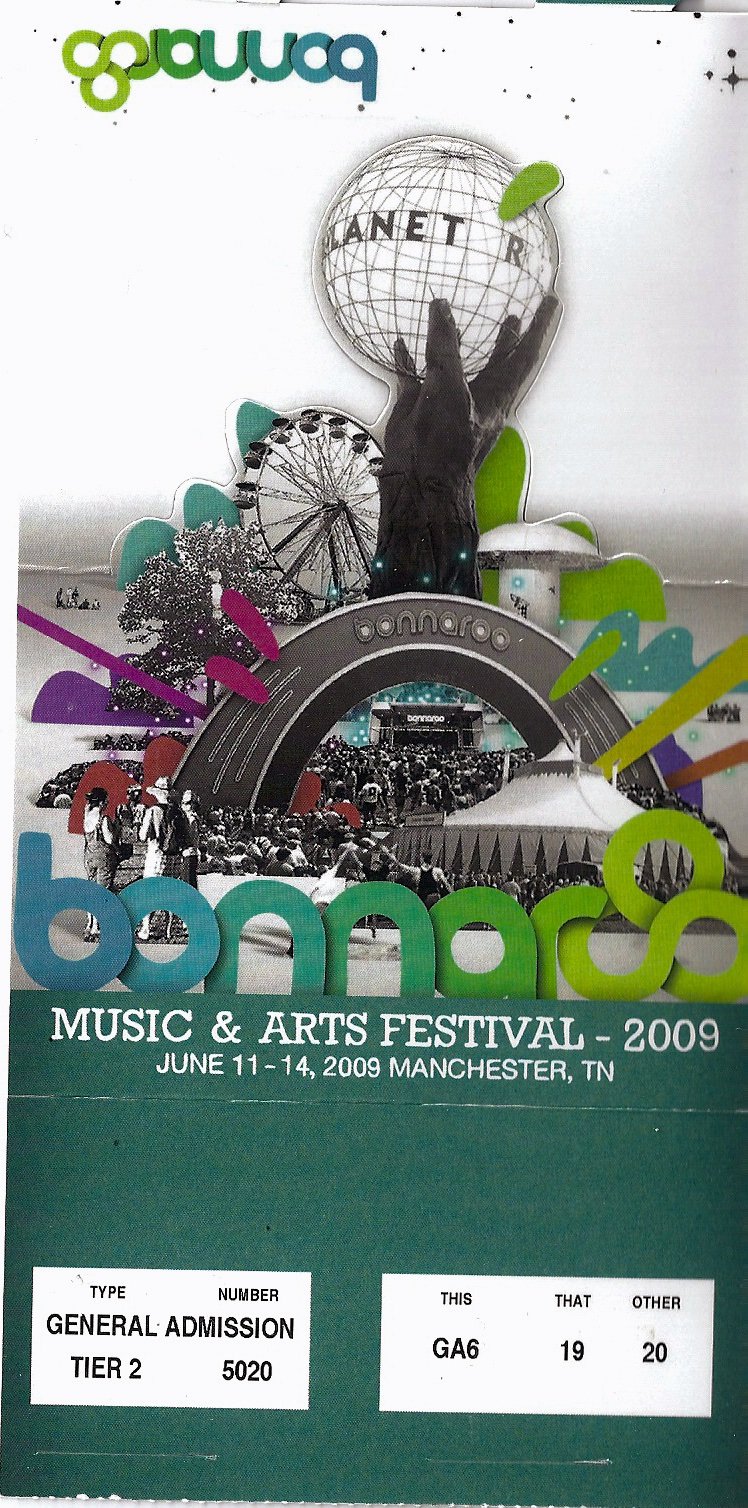 bonnaroo
PLANET R
bonnaroo
bonnaroo
bonnaroo
MUSIC & ARTS FESTIVAL - 2009
JUNE 11-14, 2009 MANCHESTER, TN
TYPE NUMBER
GENERAL ADMISSION
TIER 2 5020
THIS THAT OTHER
GA6 19 20